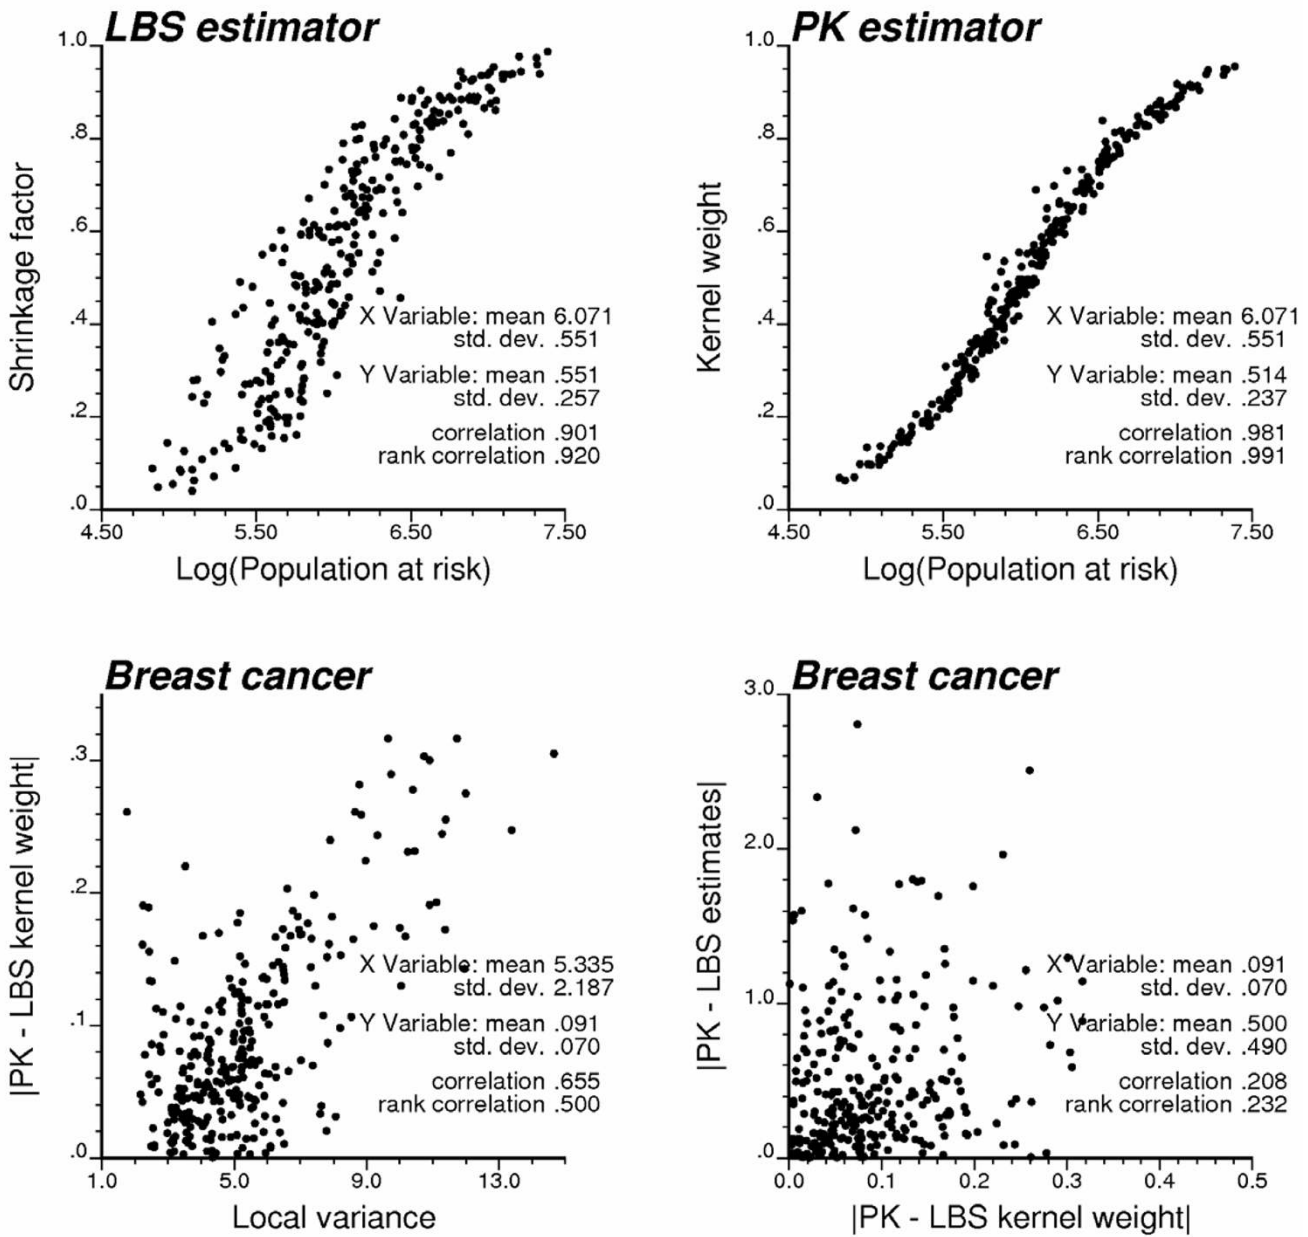 LBS estimator
1.0
.8
.6
.4
.2
.0
Shrinkage factor
X Variable: mean 6.071
std. dev. .551
Y Variable: mean .551
std. dev. .257
correlation .901
rank correlation .920
4.50 5.50 6.50 7.50
Log(Population at risk)
PK estimator
1.0
.8
.6
.4
.2
.0
Kernel weight
X Variable: mean 6.071
std. dev. .551
Y Variable: mean .514
std. dev. .237
correlation .981
rank correlation .991
4.50 5.50 6.50 7.50
Log(Population at risk)
Breast cancer
.3
.2
.1
.0
|PK - LBS kernel weight|
X Variable: mean 5.335
std. dev. 2.187
Y Variable: mean .091
std. dev. .070
correlation .655
rank correlation .500
1.0 5.0 9.0 13.0
Local variance
Breast cancer
3.0
2.0
1.0
.0
|PK - LBS estimates|
X Variable: mean .091
std. dev. .070
Y Variable: mean .500
std. dev. .490
correlation .208
rank correlation .232
0.0 0.1 0.2 0.3 0.4 0.5
|PK - LBS kernel weight|